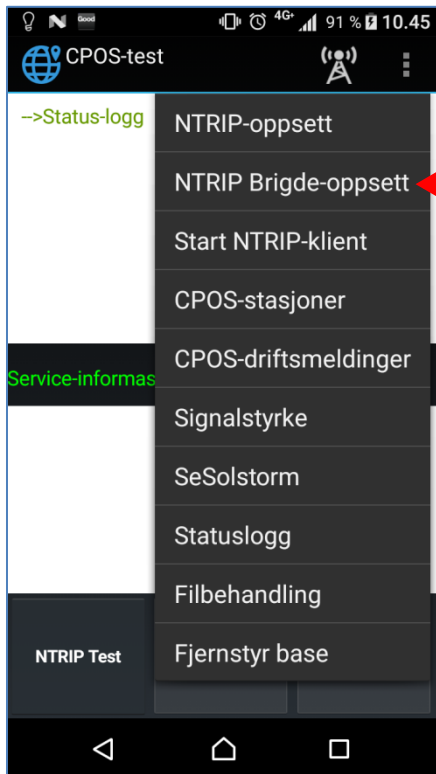 Good
4G+ 91 % 10.45
CPOS-test
-->Status-logg
NTRIP-oppsett
NTRIP Brigde-oppsett
Start NTRIP-klient
CPOS-stasjoner
CPOS-driftsmeldinger
Service-informas
Signalstyrke
SeSolstorm
Statuslogg
Filbehandling
Fjernstyr base
NTRIP Test